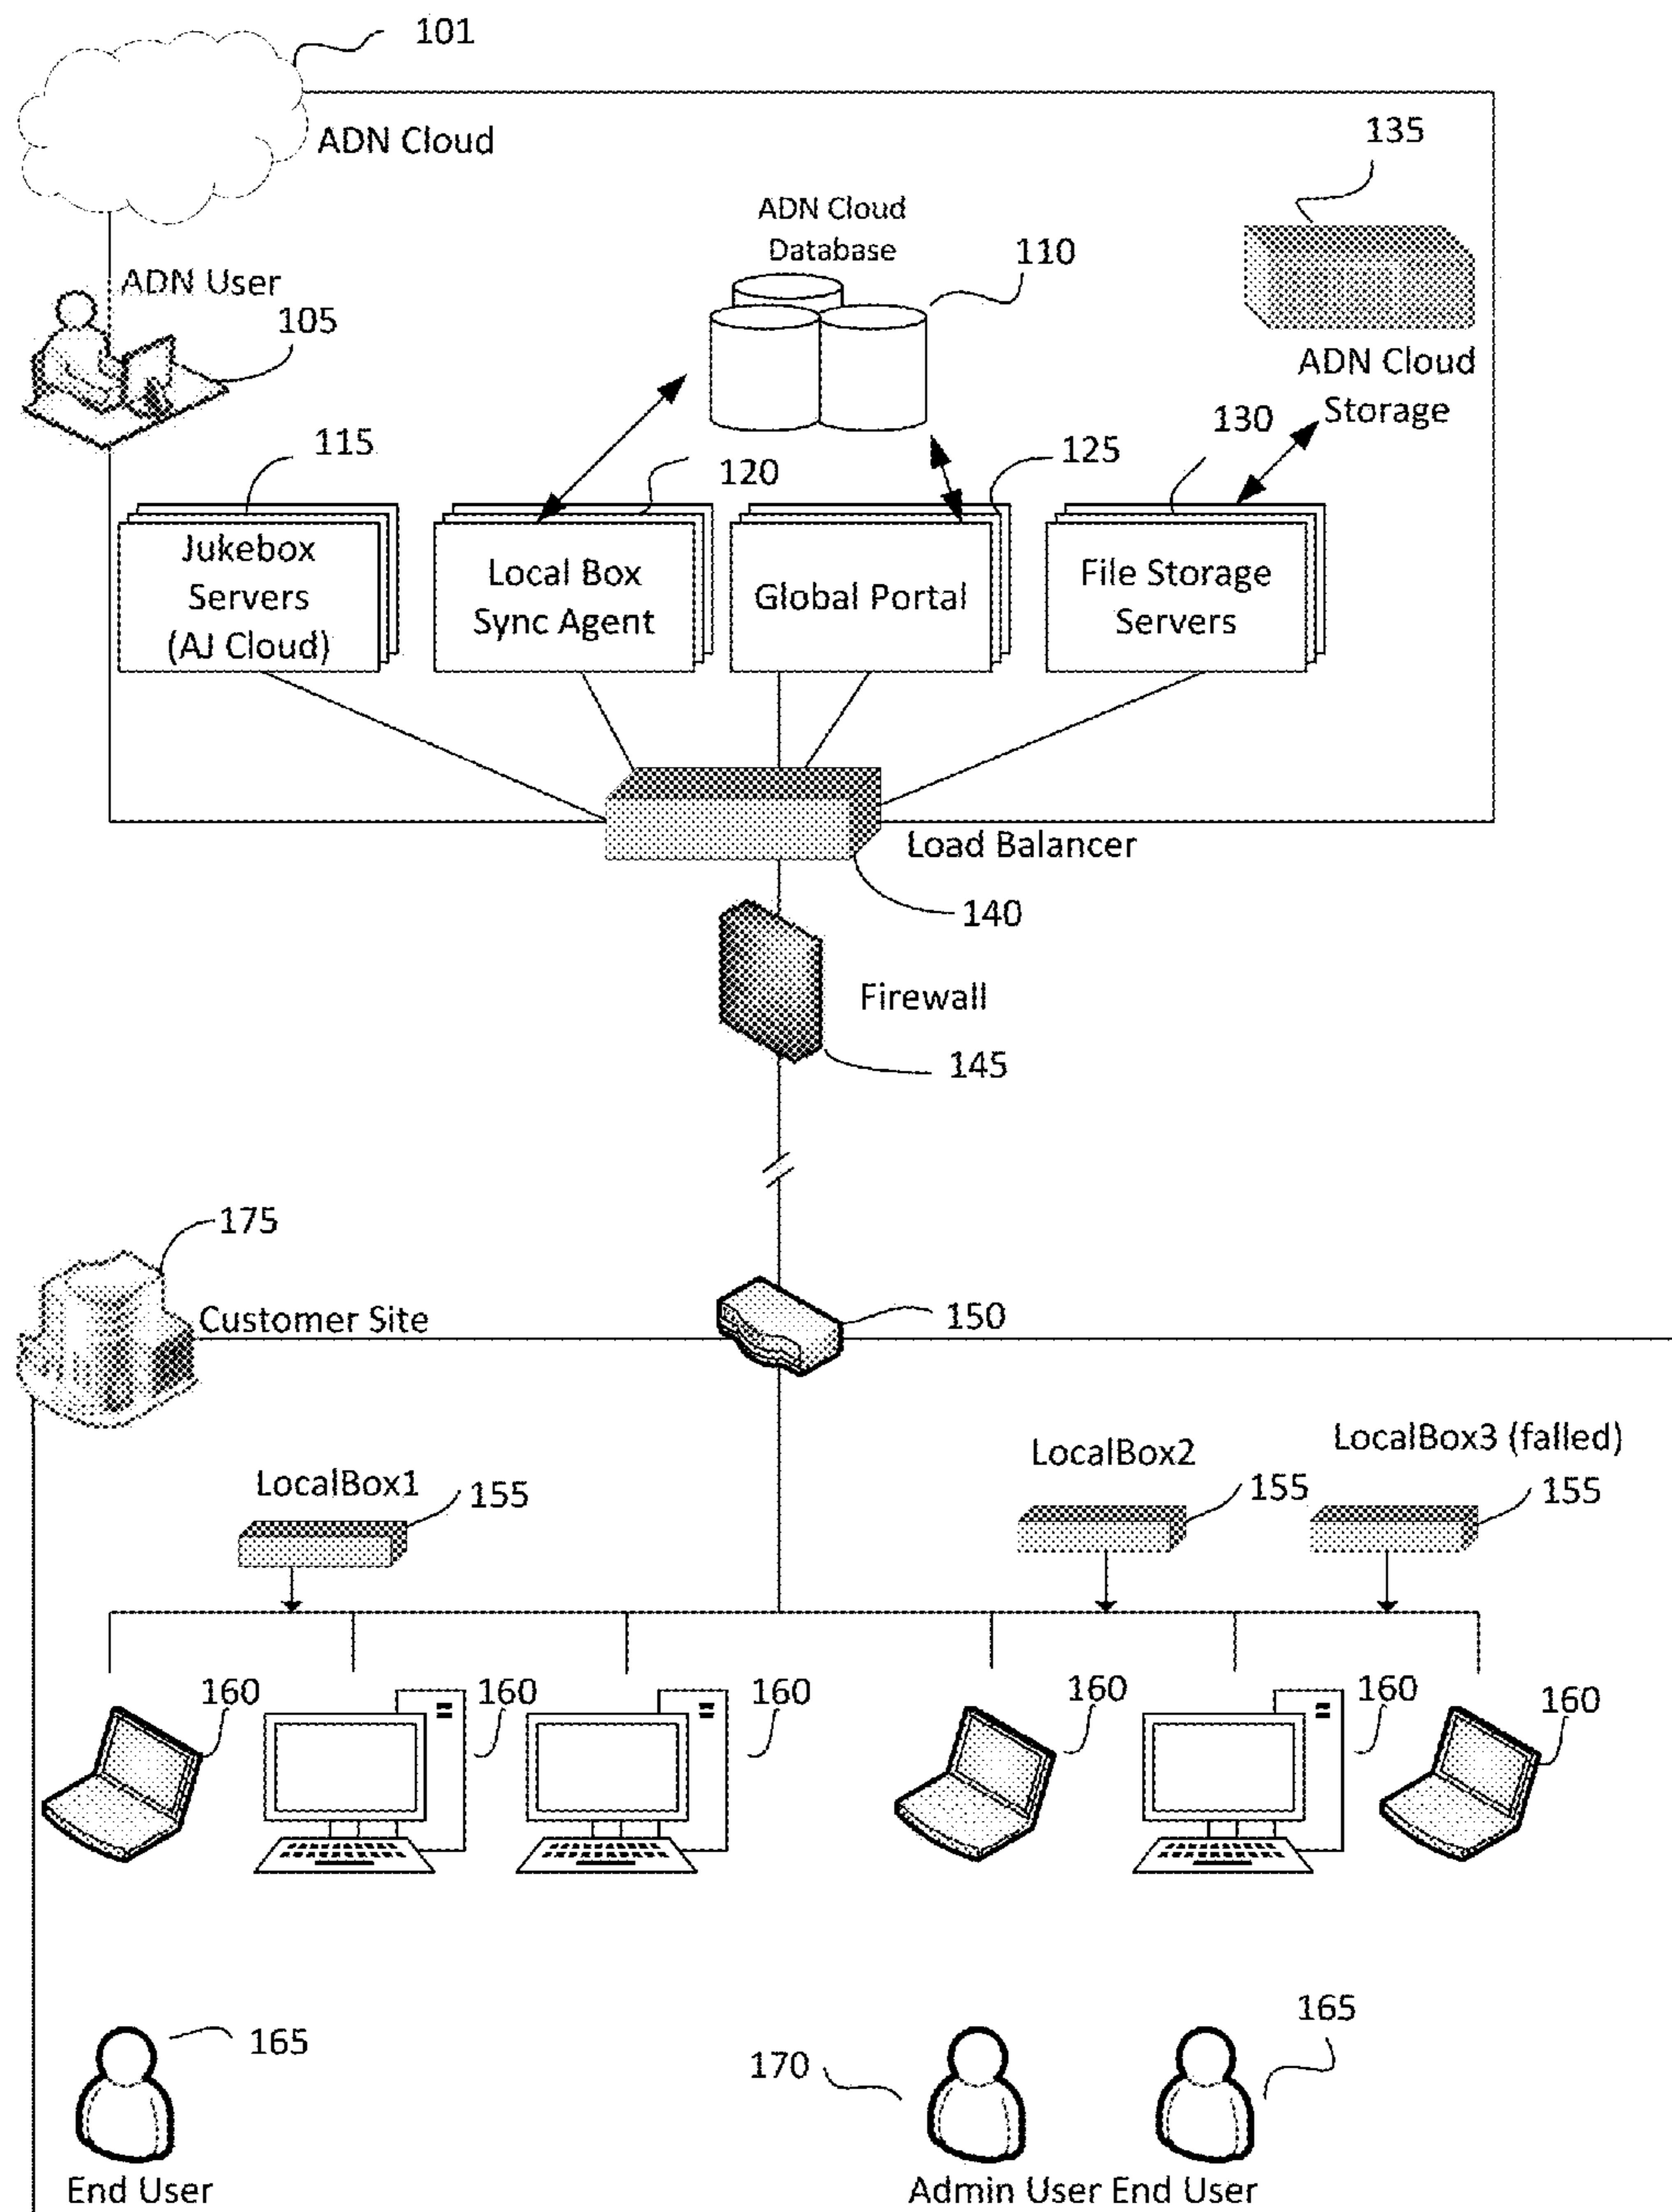 101
ADN Cloud
135
ADN Cloud
Database
110
ADN User
105
ADN Cloud
Storage
115
120
125
130
Jukebox
Servers
(AJ Cloud)
Local Box
Sync Agent
Global Portal
File Storage
Servers
Load Balancer
140
Firewall
145
175
Customer Site
150
LocalBox1
155
LocalBox2
155
LocalBox3 (falled)
155
160
160
160
160
160
160
165
End User
170
Admin User
165
End User